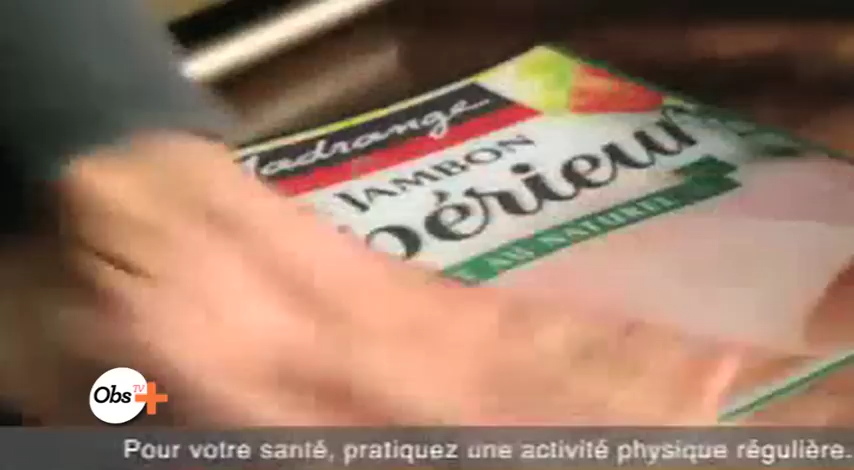 Madrange
JAMBON
périeur
AU NATUREL
Obs TV +
Pour votre santé, pratiquez une activité physique régulière.